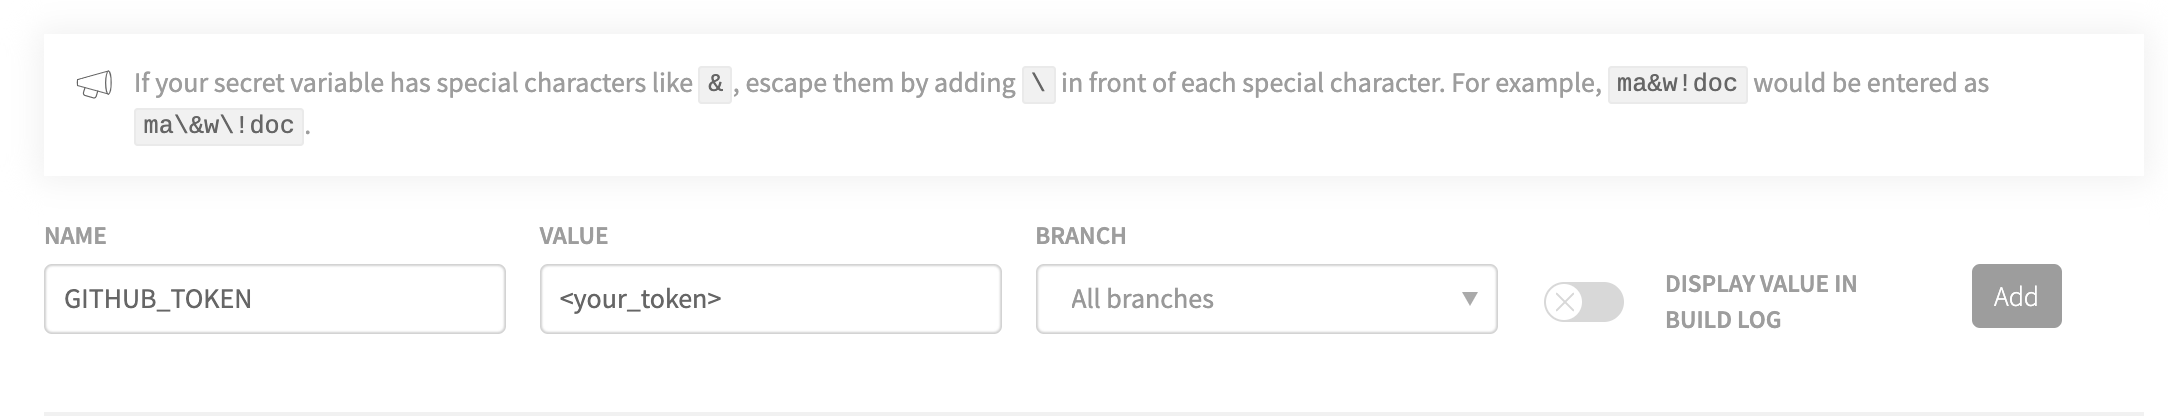 If your secret variable has special characters like &, escape them by adding \ in front of each special character. For example, ma&w!doc would be entered as
ma\&w\!doc.
NAME
VALUE
BRANCH
GITHUB_TOKEN
<your_token>
All branches
DISPLAY VALUE IN
BUILD LOG
Add